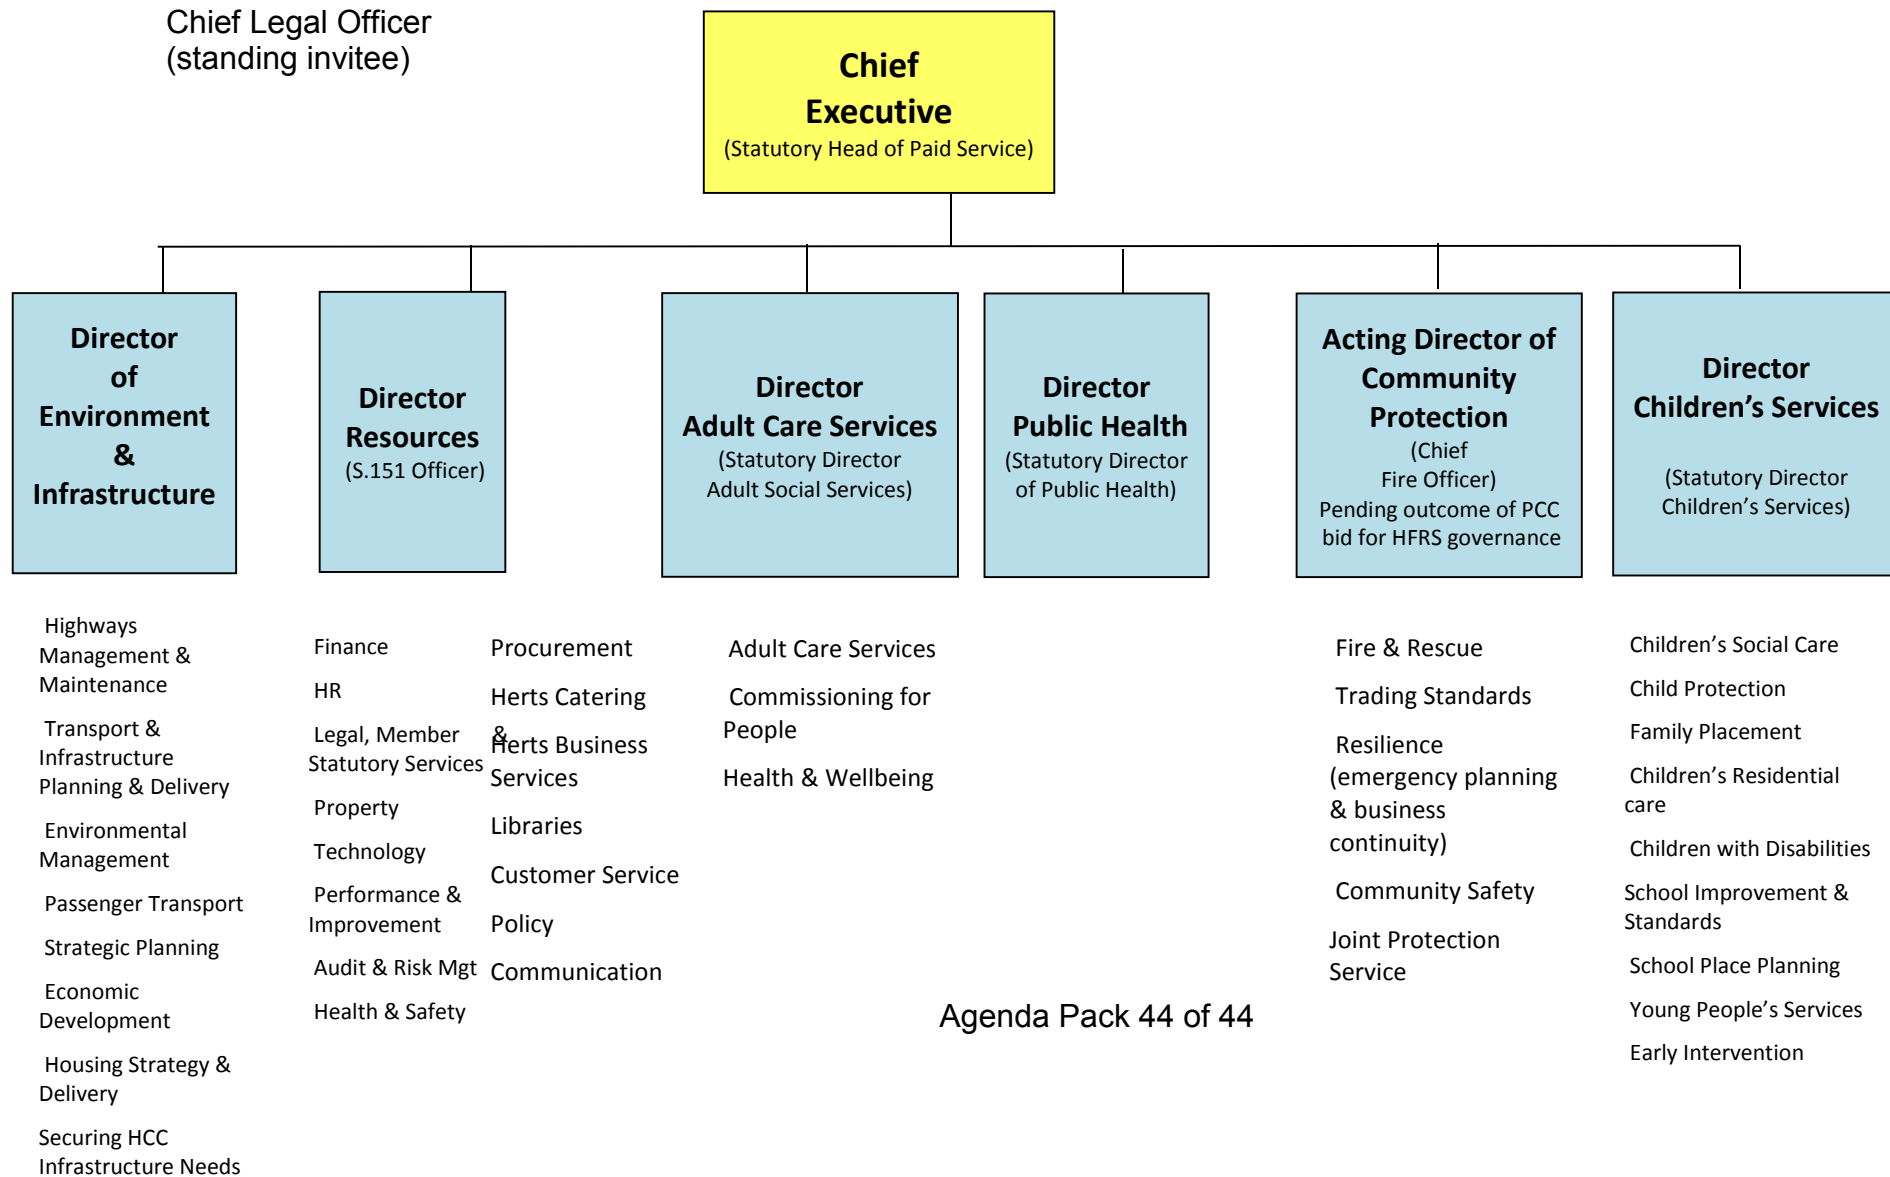 Chief Legal Officer
(standing invitee)
Chief
Executive
(Statutory Head of Paid Service)
Director
of
Environment
&
Infrastructure
Director
Resources
(S.151 Officer)
Director
Adult Care Services
(Statutory Director
Adult Social Services)
Director
Public Health
(Statutory Director
of Public Health)
Acting Director of
Community
Protection
(Chief
Fire Officer)
Pending outcome of PCC
bid for HFRS governance
Director
Children’s Services
(Statutory Director
Children’s Services)
Highways
Management &
Maintenance
Transport &
Infrastructure
Planning & Delivery
Environmental
Management
Passenger Transport
Strategic Planning
Economic
Development
Housing Strategy &
Delivery
Securing HCC
Infrastructure Needs
Finance
HR
Legal, Member &
Statutory Services
Property
Technology
Performance &
Improvement
Audit & Risk Mgt
Health & Safety
Procurement
Herts Catering
Herts Business
Services
Libraries
Customer Service
Policy
Communication
Adult Care Services
Commissioning for
People
Health & Wellbeing
Fire & Rescue
Trading Standards
Resilience
(emergency planning
& business
continuity)
Community Safety
Joint Protection
Service
Children’s Social Care
Child Protection
Family Placement
Children’s Residential
care
Children with Disabilities
School Improvement &
Standards
School Place Planning
Young People’s Services
Early Intervention
Agenda Pack 44 of 44